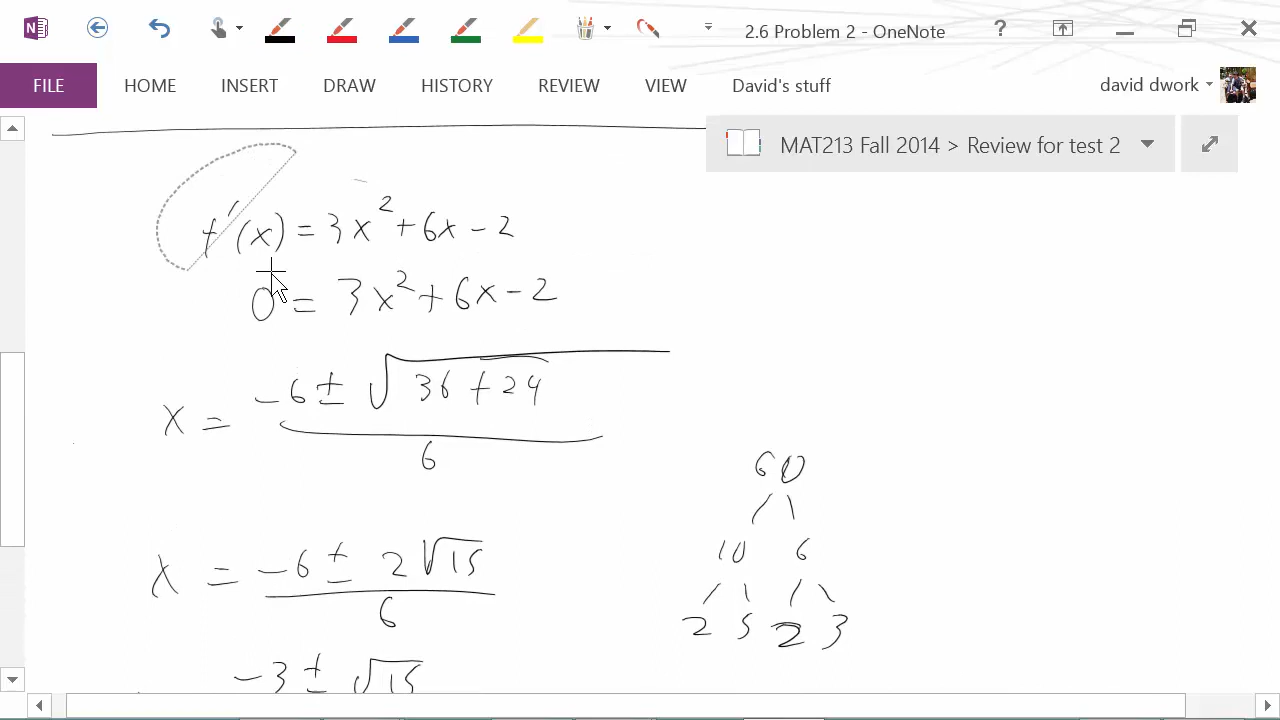 2.6 Problem 2 - OneNote
?
FILE HOME INSERT DRAW HISTORY REVIEW VIEW David's stuff
david dwork
MAT213 Fall 2014 > Review for test 2
f'(x) = 3x² + 6x - 2
0 = 3x² + 6x - 2
x = (-6 ± √(36 + 24)) / 6
60
10 6
2 5 2 3
x = (-6 ± 2√15) / 6
-3 ± √15